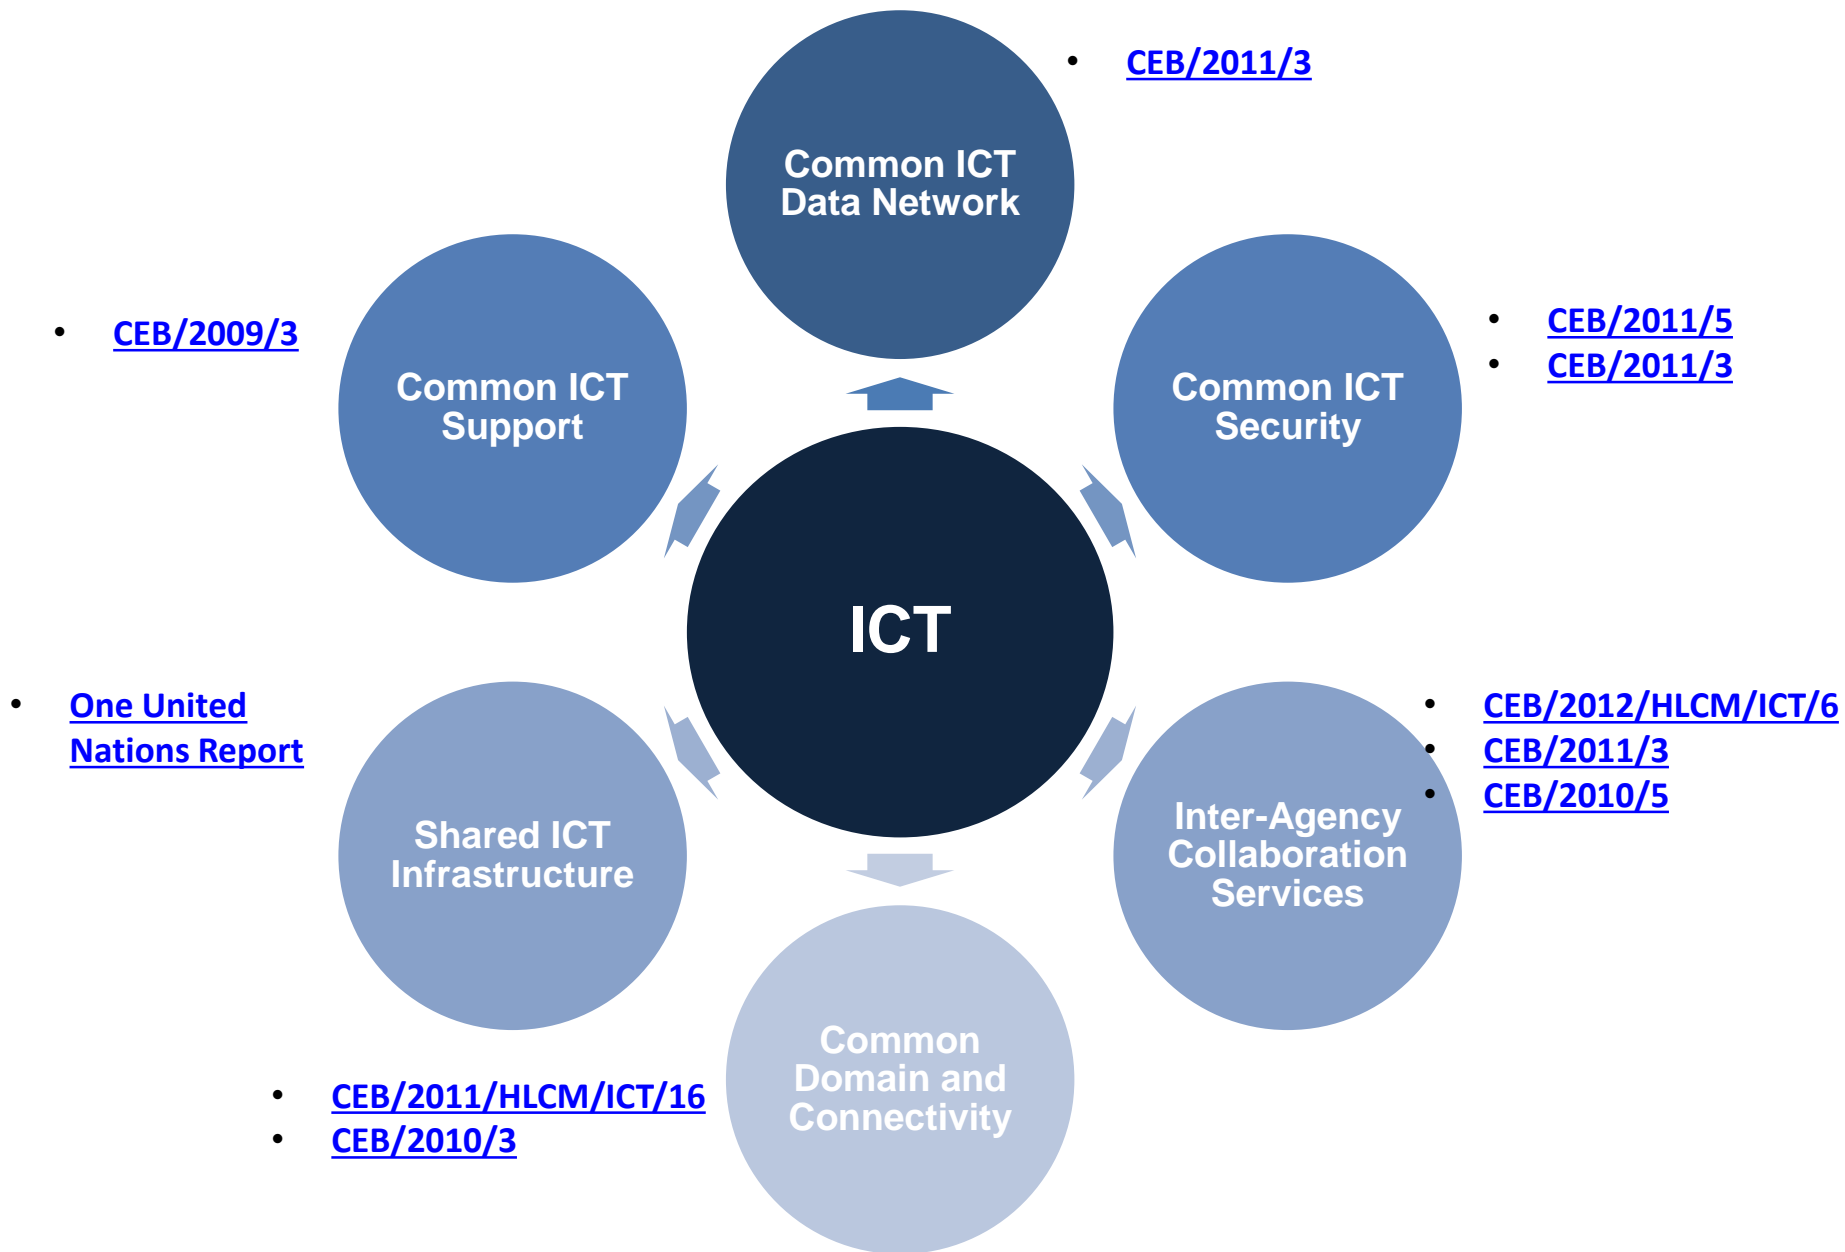 • CEB/2011/3
Common ICT
Data Network
• CEB/2009/3
Common ICT
Support
• CEB/2011/5
• CEB/2011/3
Common ICT
Security
ICT
• One United
Nations Report
Shared ICT
Infrastructure
• CEB/2012/HLCM/ICT/6
• CEB/2011/3
• CEB/2010/5
Inter-Agency
Collaboration
Services
Common
Domain and
Connectivity
• CEB/2011/HLCM/ICT/16
• CEB/2010/3